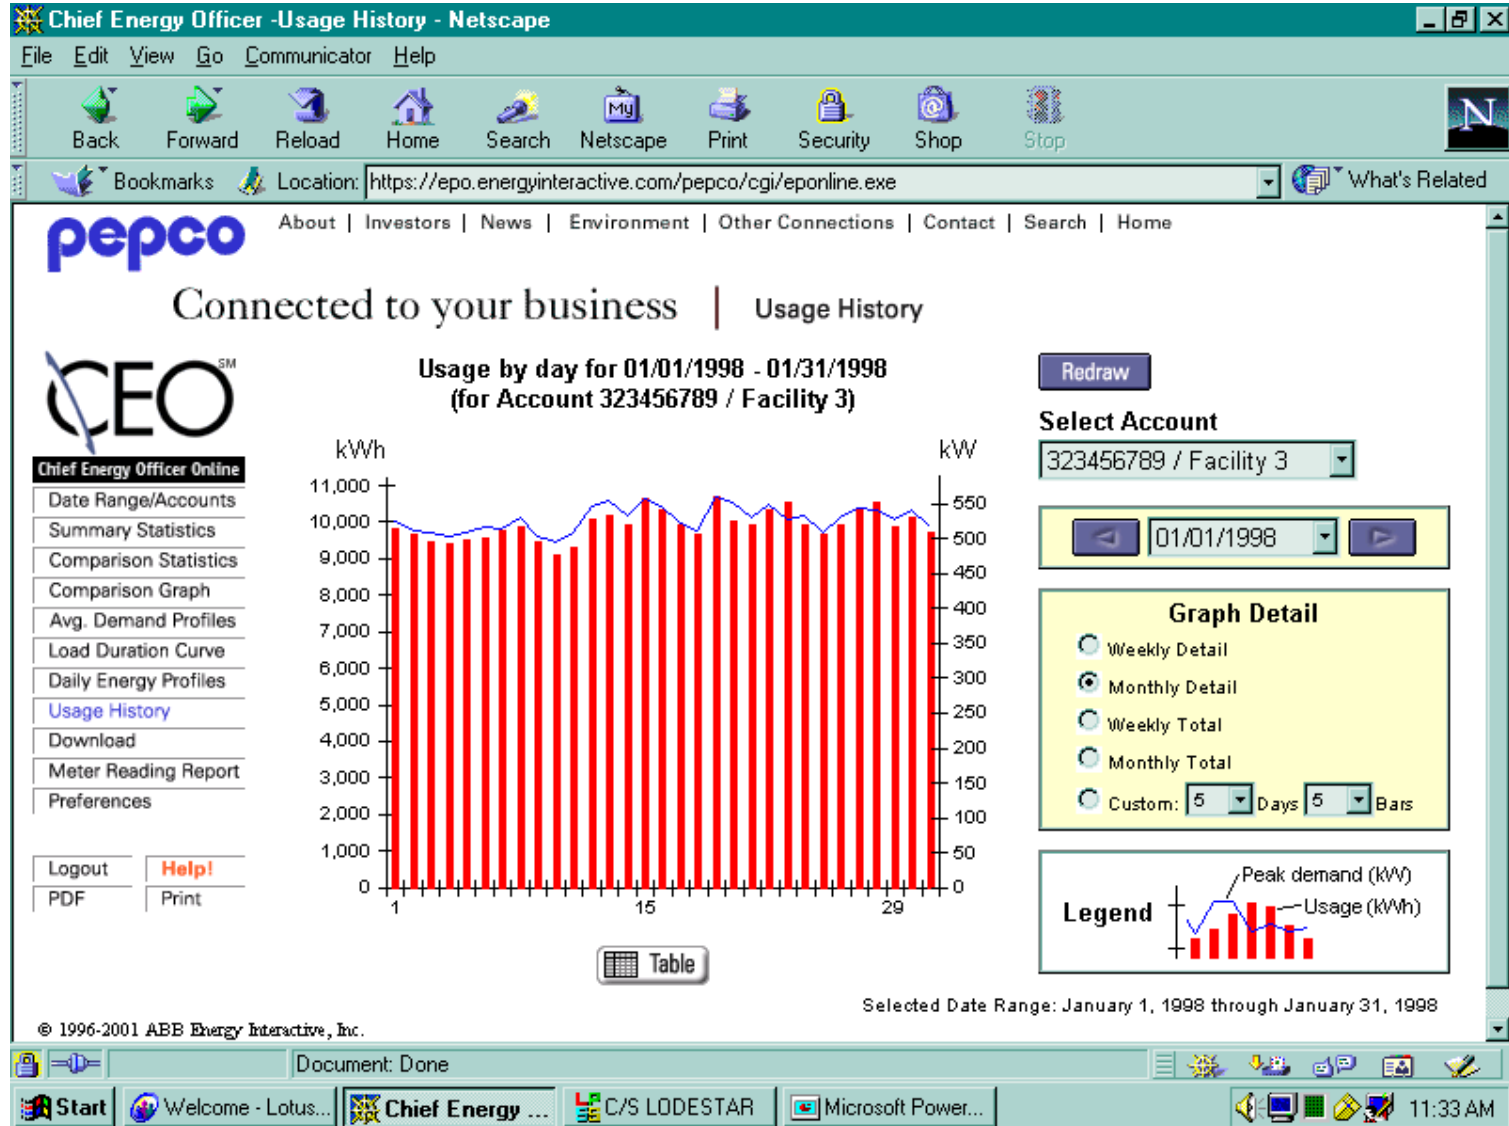 Chief Energy Officer -Usage History - Netscape
File Edit View Go Communicator Help
My
N
Back Forward Reload Home Search Netscape Print Security Shop Stop
Bookmarks Location: https://epo.energyinteractive.com/pepco/cgi/eponline.exe What's Related
pepco About | Investors | News | Environment | Other Connections | Contact | Search | Home
Connected to your business | Usage History
CEO SM
Chief Energy Officer Online
Date Range/Accounts
Summary Statistics
Comparison Statistics
Comparison Graph
Avg. Demand Profiles
Load Duration Curve
Daily Energy Profiles
Usage History
Download
Meter Reading Report
Preferences
Logout Help!
PDF Print
Usage by day for 01/01/1998 - 01/31/1998
(for Account 323456789 / Facility 3)
kWh
11,000
10,000
9,000
8,000
7,000
6,000
5,000
4,000
3,000
2,000
1,000
0
kW
550
500
450
400
350
300
250
200
150
100
50
0
1 15 29
Table
Redraw
Select Account
323456789 / Facility 3
01/01/1998
Graph Detail
Weekly Detail
Monthly Detail
Weekly Total
Monthly Total
Custom: 5 Days 5 Bars
Legend
Peak demand (kW)
Usage (kWh)
Selected Date Range: January 1, 1998 through January 31, 1998
© 1996-2001 ABB Energy Interactive, Inc.
Document: Done
Start Welcome - Lotus... Chief Energy ... C/S LODESTAR Microsoft Power... 11:33 AM